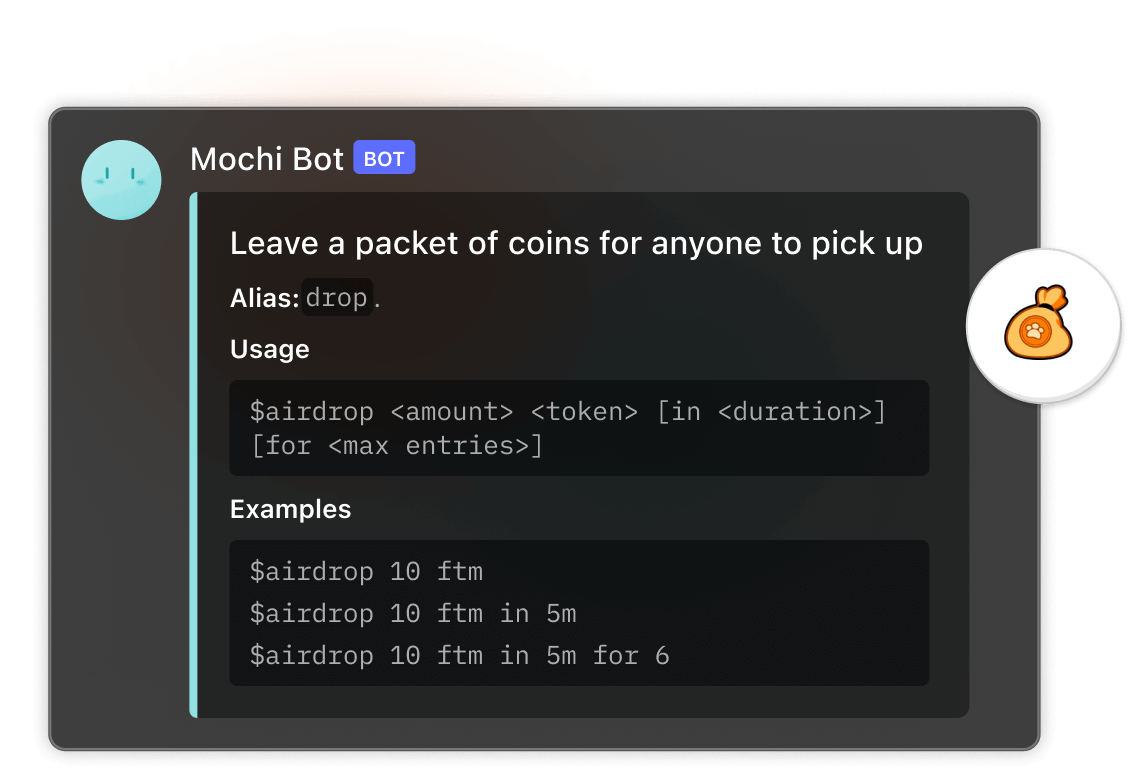 Mochi Bot BOT
Leave a packet of coins for anyone to pick up
Alias: drop.
Usage
$airdrop <amount> <token> [in <duration>]
[for <max entries>]
Examples
$airdrop 10 ftm
$airdrop 10 ftm in 5m
$airdrop 10 ftm in 5m for 6